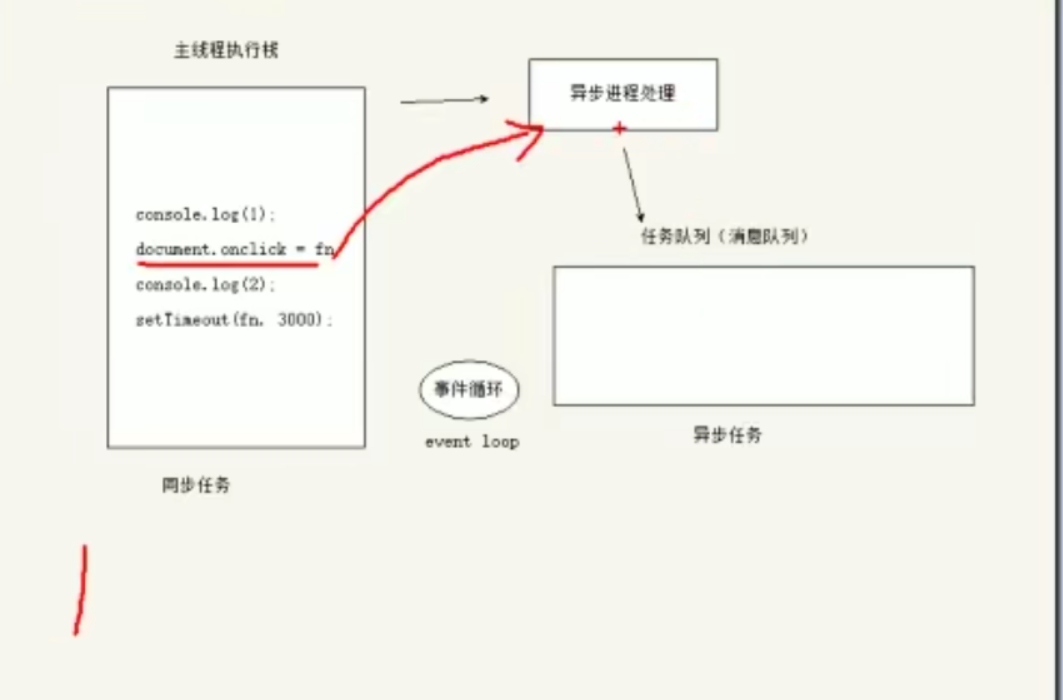 主线程执行栈
异步进程处理
console.log(1);
document.onclick = fn
console.log(2);
setTimeout(fn, 3000);
任务队列（消息队列）
事件循环
event loop
异步任务
同步任务
1